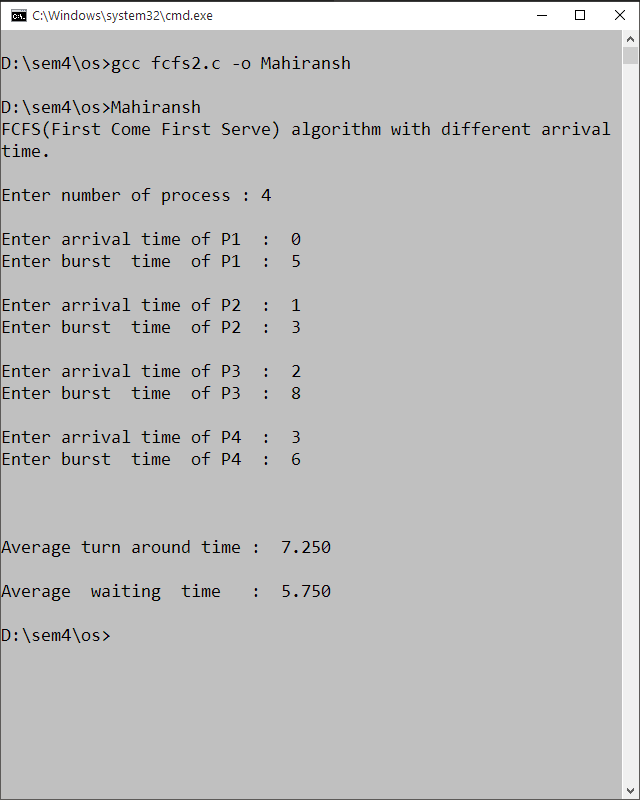 C:\Windows\system32\cmd.exe
D:\sem4\os>gcc fcfs2.c -o Mahiransh
D:\sem4\os>Mahiransh
FCFS(First Come First Serve) algorithm with different arrival
time.
Enter number of process : 4
Enter arrival time of P1  :  0
Enter burst  time  of P1  :  5
Enter arrival time of P2  :  1
Enter burst  time  of P2  :  3
Enter arrival time of P3  :  2
Enter burst  time  of P3  :  8
Enter arrival time of P4  :  3
Enter burst  time  of P4  :  6
Average turn around time :  7.250
Average  waiting  time   :  5.750
D:\sem4\os>